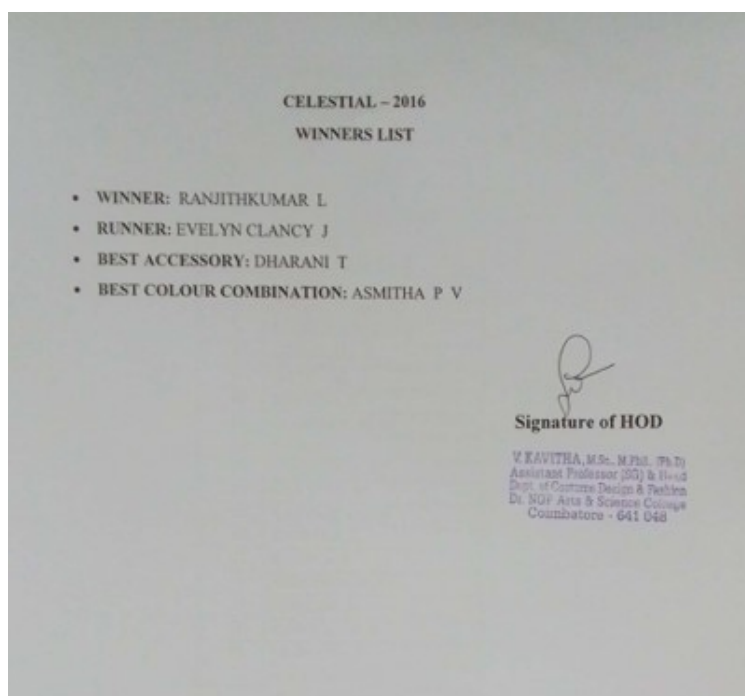 CELESTIAL – 2016
WINNERS LIST
• WINNER: RANJITHKUMAR L
• RUNNER: EVELYN CLANCY J
• BEST ACCESSORY: DHARANI T
• BEST COLOUR COMBINATION: ASMITHA P V
Signature of HOD
V. KAVITHA, M.Sc., M.Phil., (Ph.D)
Assistant Professor (SG) & Head
Dept. of Costume Design & Fashion
Dr. NGP Arts & Science College
Coimbatore - 641 048